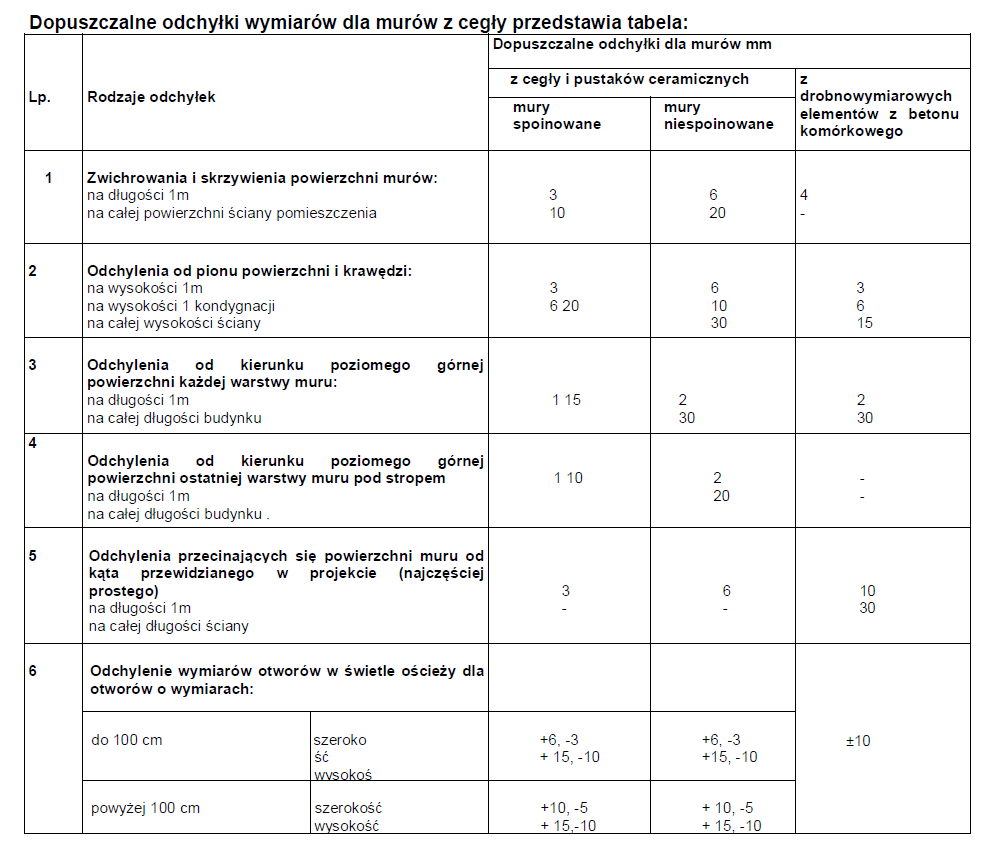 Dopuszczalne odchyłki wymiarów dla murów z cegły przedstawia tabela:
Lp.
Rodzaje odchyłek
Dopuszczalne odchyłki dla murów mm
z cegły i pustaków ceramicznych
mury
spoinowane
mury
niespoinowane
z
drobnowymiarowych
elementów z betonu
komórkowego
1
Zwichrowania i skrzywienia powierzchni murów:
na długości 1m 3 6 4
na całej powierzchni ściany pomieszczenia 10 20 -
2 Odchylenia od pionu powierzchni i krawędzi:
na wysokości 1m 3 6 3
na wysokości 1 kondygnacji 6 20 10 6
na całej wysokości ściany 30 15
3 Odchylenia od kierunku poziomego górnej
powierzchni każdej warstwy muru:
na długości 1m 1 15 2 2
na całej długości budynku 30 30
4
Odchylenia od kierunku poziomego górnej
powierzchni ostatniej warstwy muru pod stropem 1 10 2 -
na długości 1m 20 -
na całej długości budynku .
5 Odchylenia przecinających się powierzchni muru od
kąta przewidzianego w projekcie (najczęściej
prostego) 3 6 10
na długości 1m - - 30
na całej długości ściany
6 Odchylenie wymiarów otworów w świetle ościeży dla
otworów o wymiarach:
do 100 cm szeroko +6, -3 +6, -3 ±10
ść + 15, -10 +15, -10
wysokoś
powyżej 100 cm szerokość +10, -5 + 10, -5
wysokość + 15,-10 + 15, -10